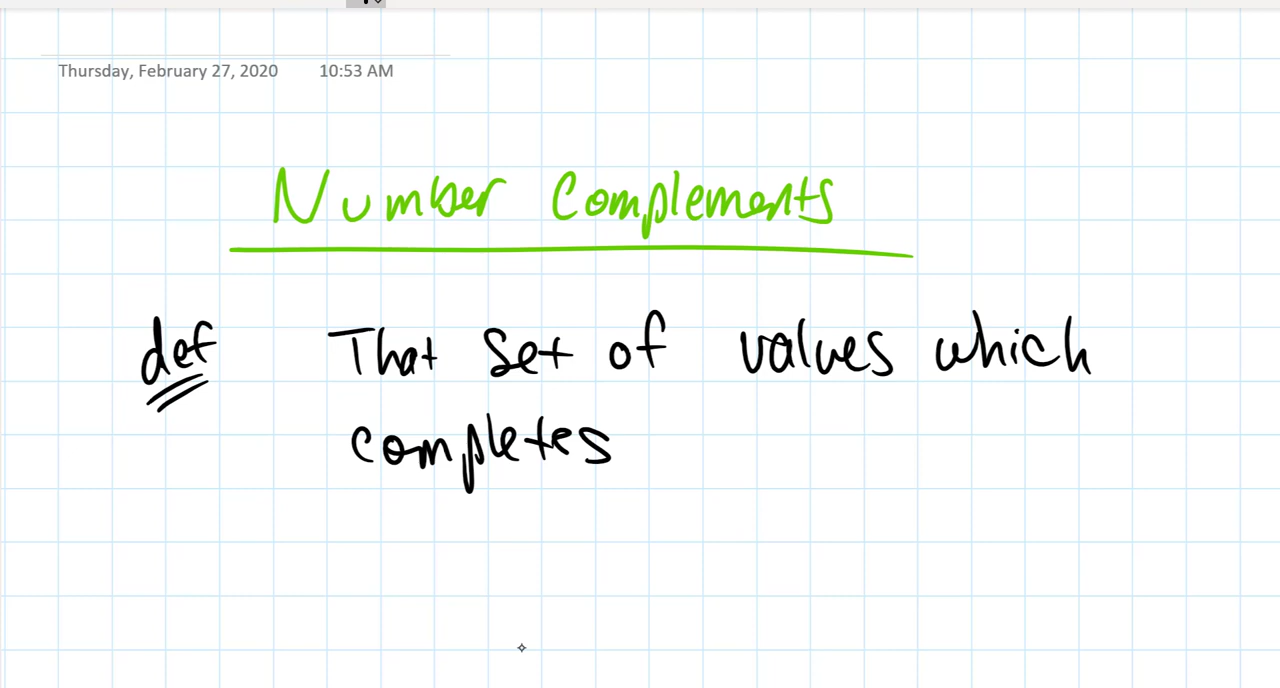 Thursday, February 27, 2020 10:53 AM
Number Complements
def That set of values which
completes